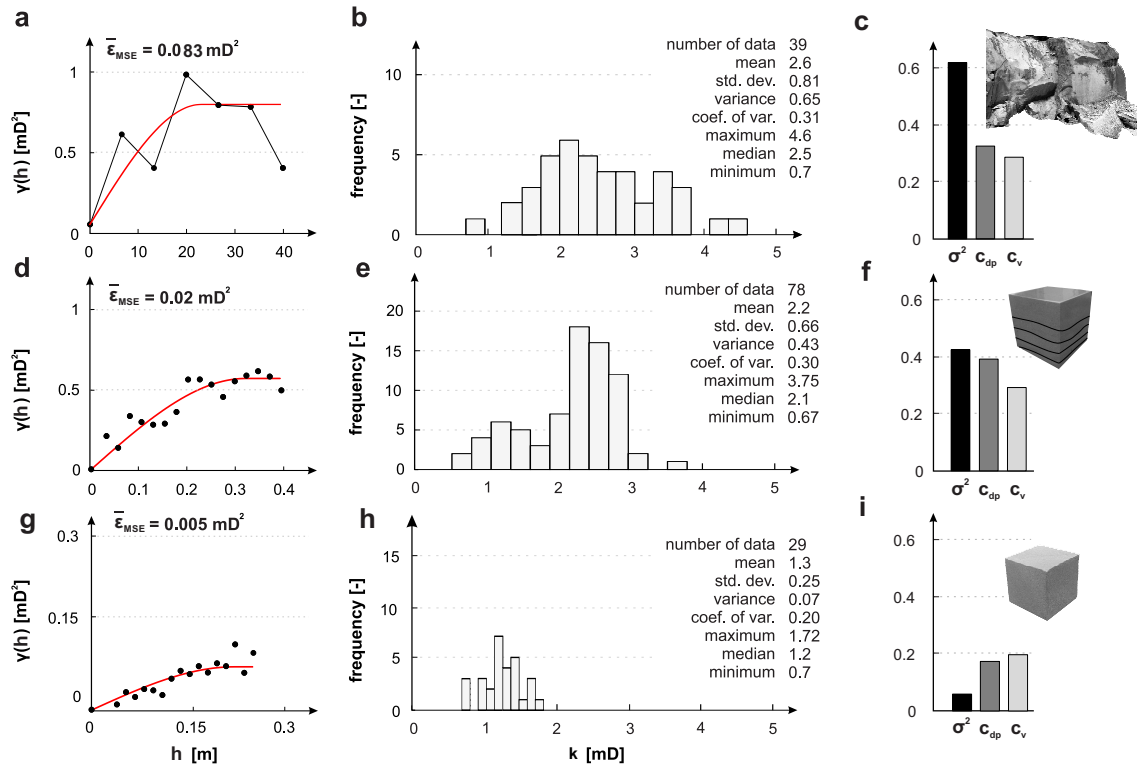 a
ε̅MSE = 0.083 mD²
γ(h) [mD²]
1
0.5
0
0 10 20 30 40
b
frequency [-]
10
5
0
0 1 2 3 4 5
number of data 39
mean 2.6
std. dev. 0.81
variance 0.65
coef. of var. 0.31
maximum 4.6
median 2.5
minimum 0.7
c
0.6
0.4
0.2
0
σ² c_dp c_v
d
ε̅MSE = 0.02 mD²
γ(h) [mD²]
1
0.5
0
0 0.1 0.2 0.3 0.4
e
frequency [-]
20
15
10
5
0
0 1 2 3 4 5
number of data 78
mean 2.2
std. dev. 0.66
variance 0.43
coef. of var. 0.30
maximum 3.75
median 2.1
minimum 0.67
f
0.6
0.4
0.2
0
σ² c_dp c_v
g
ε̅MSE = 0.005 mD²
γ(h) [mD²]
0.3
0.15
0
0 0.15 0.3
h [m]
h
frequency [-]
15
10
5
0
0 1 2 3 4 5
k [mD]
number of data 29
mean 1.3
std. dev. 0.25
variance 0.07
coef. of var. 0.20
maximum 1.72
median 1.2
minimum 0.7
i
0.6
0.4
0.2
0
σ² c_dp c_v